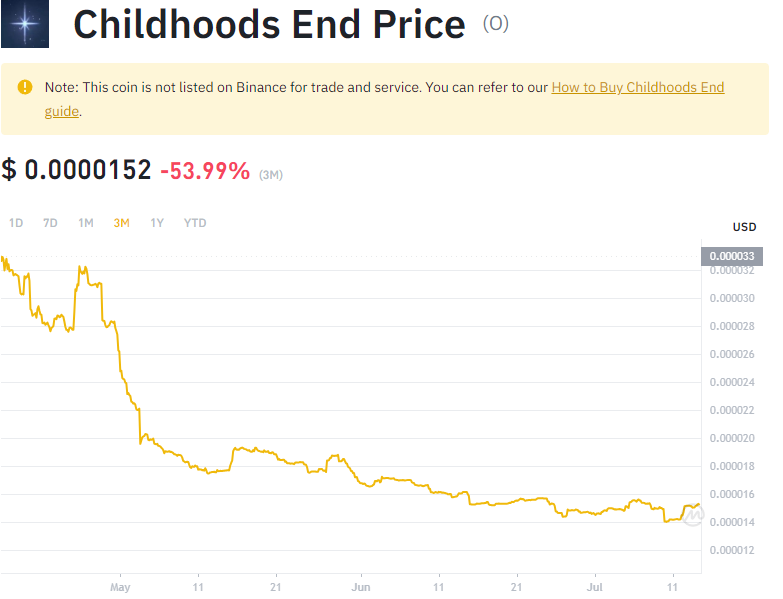 Childhoods End Price (O)
Note: This coin is not listed on Binance for trade and service. You can refer to our How to Buy Childhoods End
guide.
$ 0.0000152 -53.99% (3M)
1D 7D 1M 3M 1Y YTD
USD
0.000033
0.000032
0.000030
0.000028
0.000026
0.000024
0.000022
0.000020
0.000018
0.000016
0.000014
0.000012
May 11 21 Jun 11 21 Jul 11